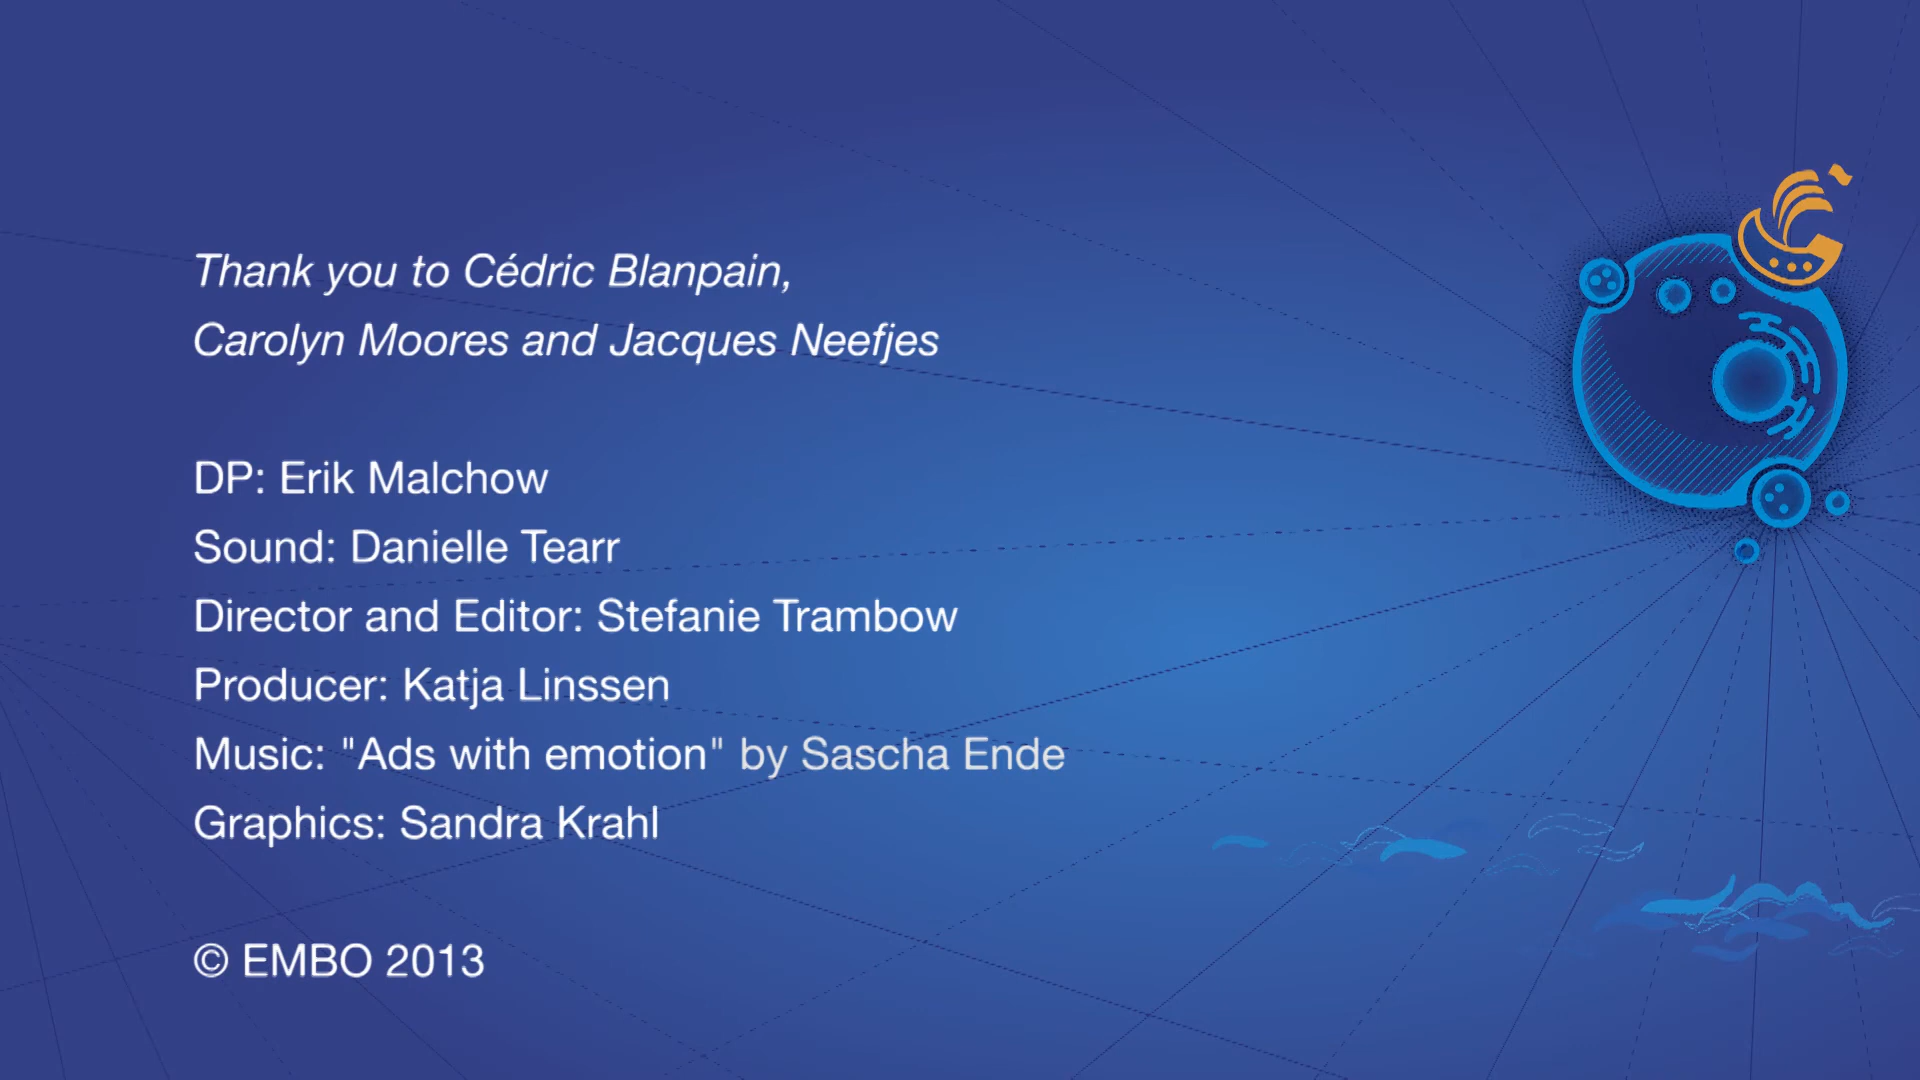 Thank you to Cédric Blanpain,
Carolyn Moores and Jacques Neefjes
DP: Erik Malchow
Sound: Danielle Tearr
Director and Editor: Stefanie Trambow
Producer: Katja Linssen
Music: "Ads with emotion" by Sascha Ende
Graphics: Sandra Krahl
© EMBO 2013